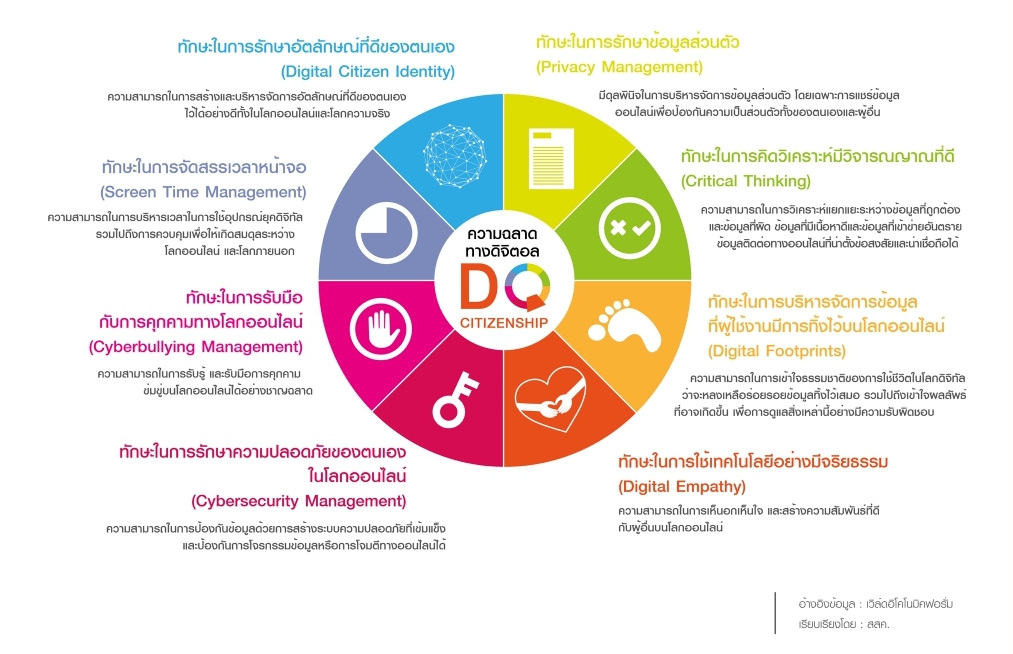 ทักษะในการรักษาอัตลักษณ์ที่ดีของตนเอง
(Digital Citizen Identity)
ความสามารถในการสร้างและบริหารจัดการอัตลักษณ์ที่ดีของตนเอง
ไว้ได้อย่างดีทั้งในโลกออนไลน์และโลกความจริง
ทักษะในการรักษาข้อมูลส่วนตัว
(Privacy Management)
มีดุลพินิจในการบริหารจัดการข้อมูลส่วนตัว โดยเฉพาะการแชร์ข้อมูล
ออนไลน์เพื่อป้องกันความเป็นส่วนตัวทั้งของตนเองและผู้อื่น
ทักษะในการจัดสรรเวลาหน้าจอ
(Screen Time Management)
ความสามารถในการบริหารเวลาในการใช้อุปกรณ์ยุคดิจิทัล
รวมไปถึงการควบคุมเพื่อให้เกิดสมดุลระหว่าง
โลกออนไลน์ และโลกภายนอก
ทักษะในการคิดวิเคราะห์มีวิจารณญาณที่ดี
(Critical Thinking)
ความสามารถในการวิเคราะห์แยกแยะระหว่างข้อมูลที่ถูกต้อง
และข้อมูลที่ผิด ข้อมูลที่มีเนื้อหาดีและข้อมูลที่เข้าข่ายอันตราย
ข้อมูลติดต่อทางออนไลน์ที่น่าตั้งข้อสงสัยและน่าเชื่อถือได้
ความฉลาด
ทางดิจิตอล
DQ
CITIZENSHIP
ทักษะในการรับมือ
กับการคุกคามทางโลกออนไลน์
(Cyberbullying Management)
ความสามารถในการรับรู้ และรับมือการคุกคาม
ข่มขู่บนโลกออนไลน์ได้อย่างชาญฉลาด
ทักษะในการบริหารจัดการข้อมูล
ที่ผู้ใช้งานมีการทิ้งไว้บนโลกออนไลน์
(Digital Footprints)
ความสามารถในการเข้าใจธรรมชาติของการใช้ชีวิตในโลกดิจิทัล
ว่าจะหลงเหลือร่อยรอยข้อมูลทิ้งไว้เสมอ รวมไปถึงเข้าใจผลลัพธ์
ที่อาจเกิดขึ้น เพื่อการดูแลสิ่งเหล่านี้อย่างมีความรับผิดชอบ
ทักษะในการรักษาความปลอดภัยของตนเอง
ในโลกออนไลน์
(Cybersecurity Management)
ความสามารถในการป้องกันข้อมูลด้วยการสร้างระบบความปลอดภัยที่เข้มแข็ง
และป้องกันการโจรกรรมข้อมูลหรือการโจมตีทางออนไลน์ได้
ทักษะในการใช้เทคโนโลยีอย่างมีจริยธรรม
(Digital Empathy)
ความสามารถในการเห็นอกเห็นใจ และสร้างความสัมพันธ์ที่ดี
กับผู้อื่นบนโลกออนไลน์
อ้างอิงข้อมูล : เวิล์ดอีโคโนมิคฟอรั่ม
เรียบเรียงโดย : สสค.